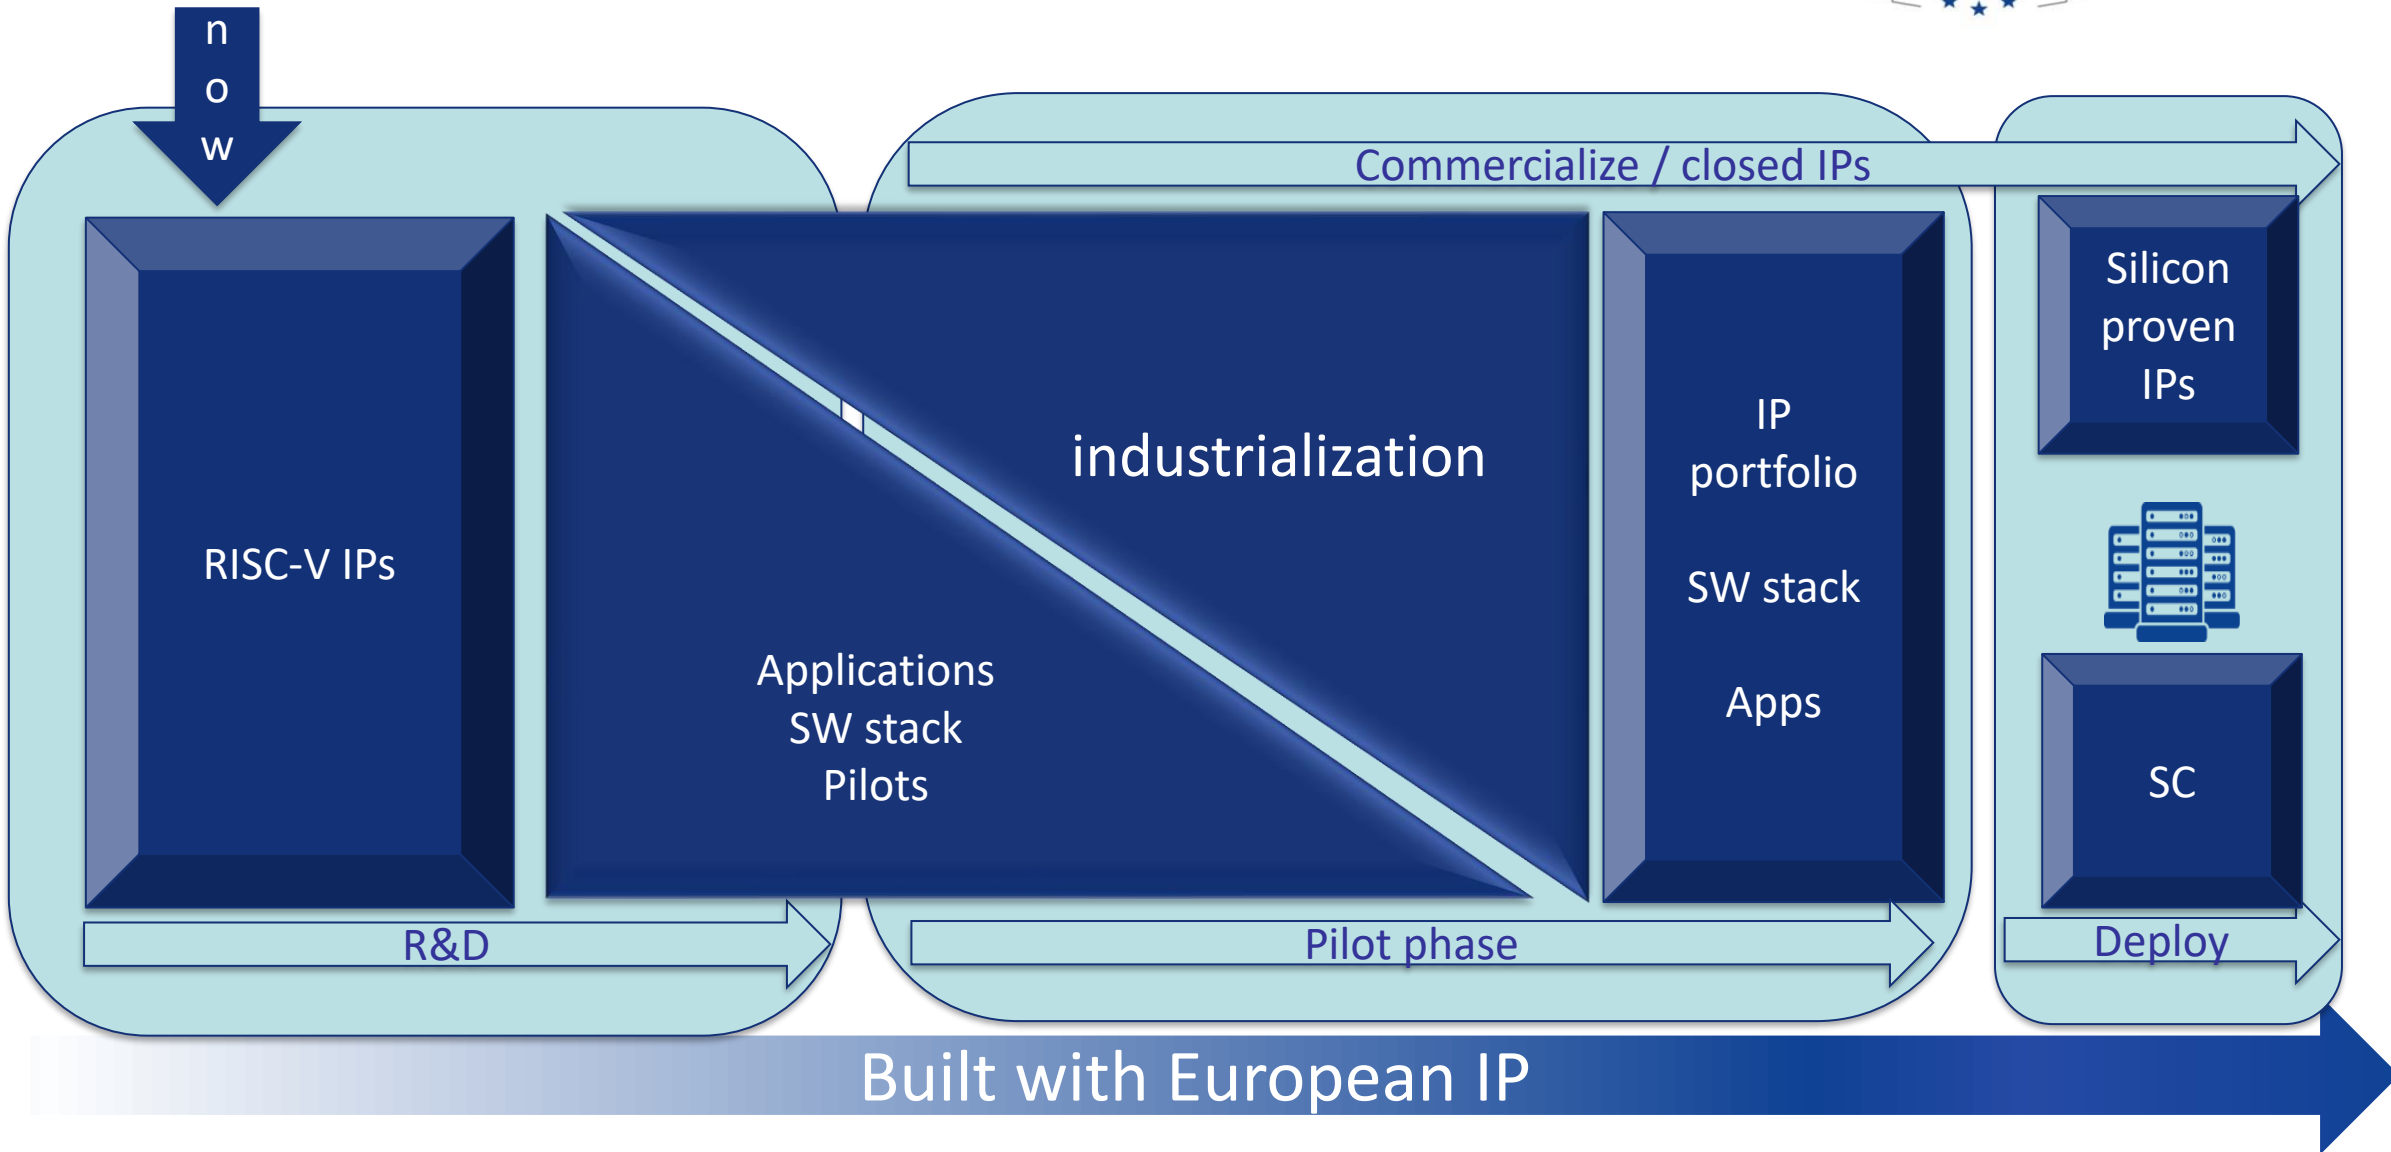 now
Commercialize / closed IPs
RISC-V IPs
Applications
SW stack
Pilots
industrialization
IP
portfolio
SW stack
Apps
Silicon
proven
IPs
SC
R&D
Pilot phase
Deploy
Built with European IP